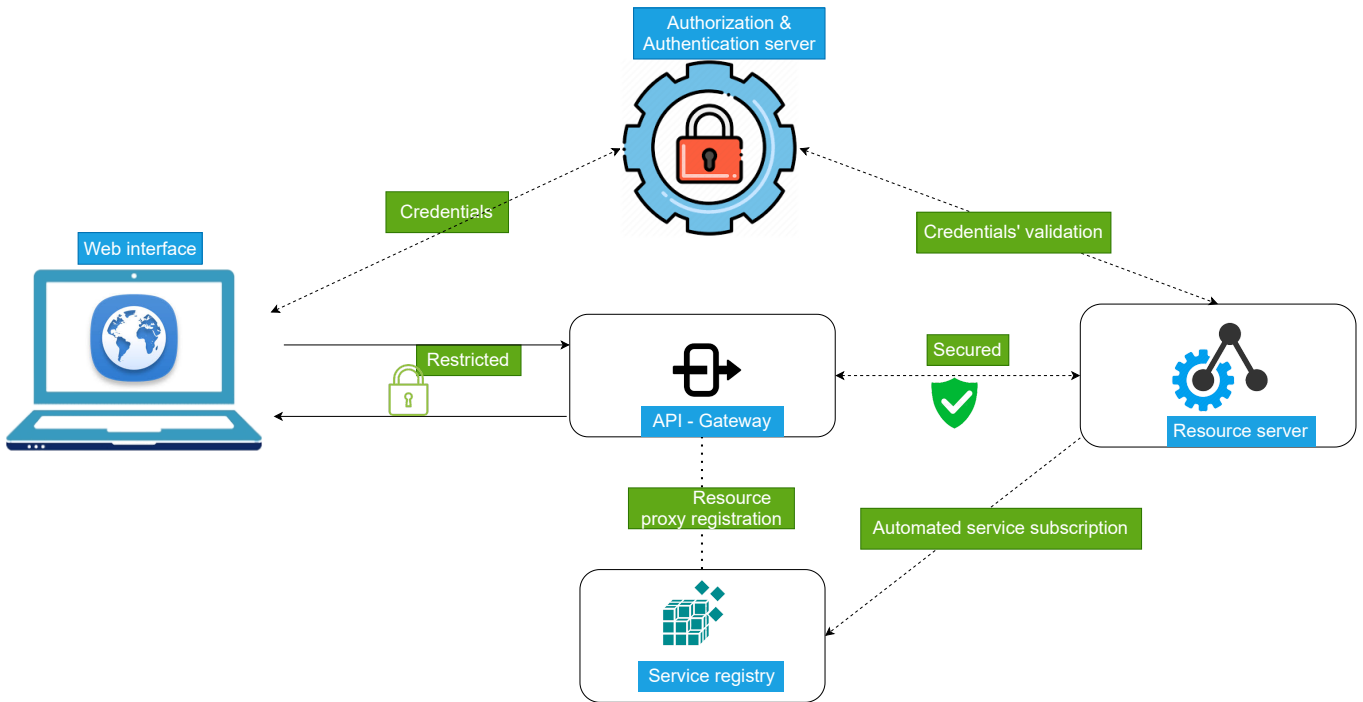 Authorization &
Authentication server
Credentials
Credentials' validation
Web interface
Restricted
Secured
API - Gateway
Resource server
Resource
proxy registration
Automated service subscription
Service registry